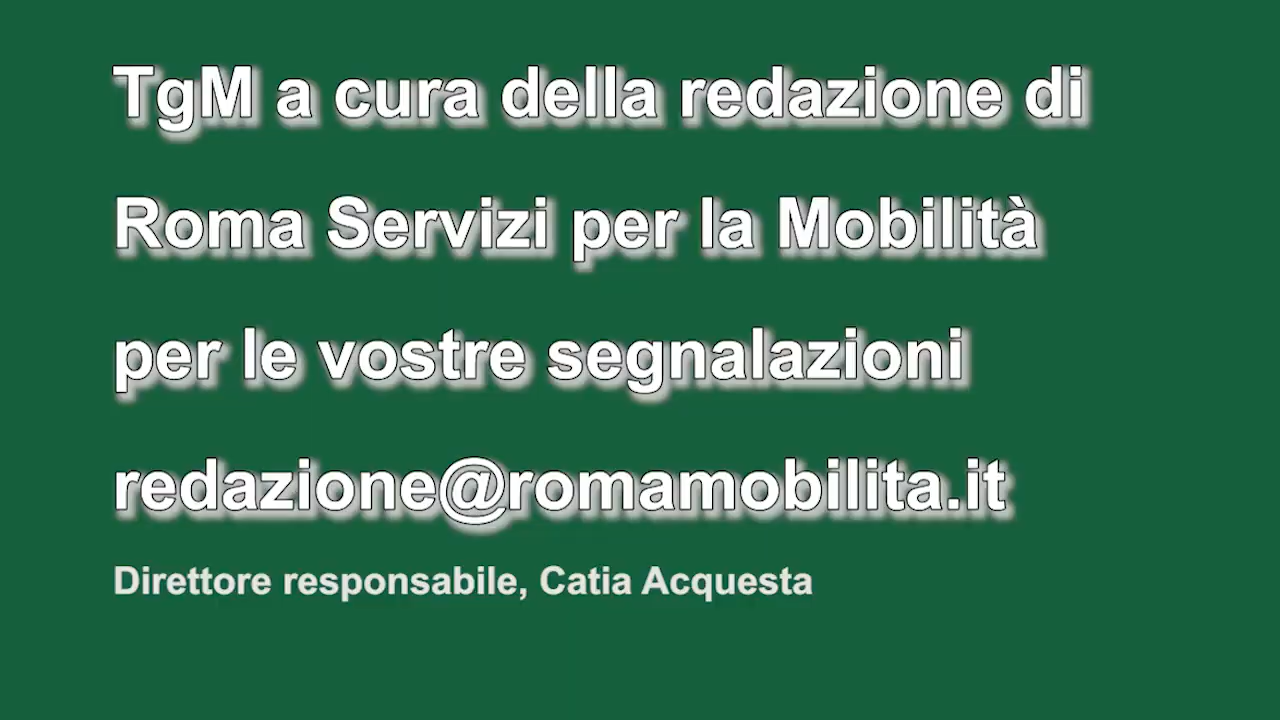 TgM a cura della redazione di
Roma Servizi per la Mobilità
per le vostre segnalazioni
redazione@romamobilita.it
Direttore responsabile, Catia Acquesta